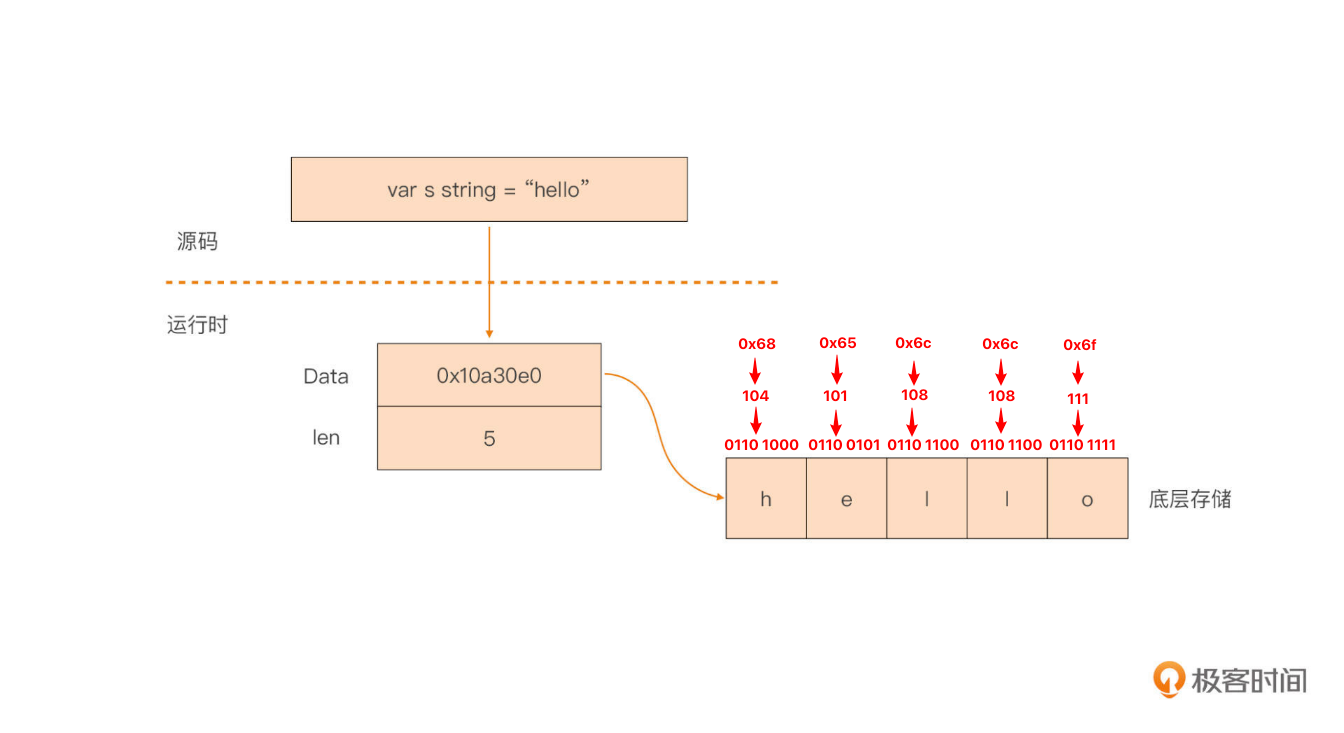 var s string = “hello”
源码
运行时
Data 0x10a30e0
len 5
0x68 0x65 0x6c 0x6c 0x6f
104 101 108 108 111
0110 1000 0110 0101 0110 1100 0110 1100 0110 1111
h e l l o 底层存储
极客时间